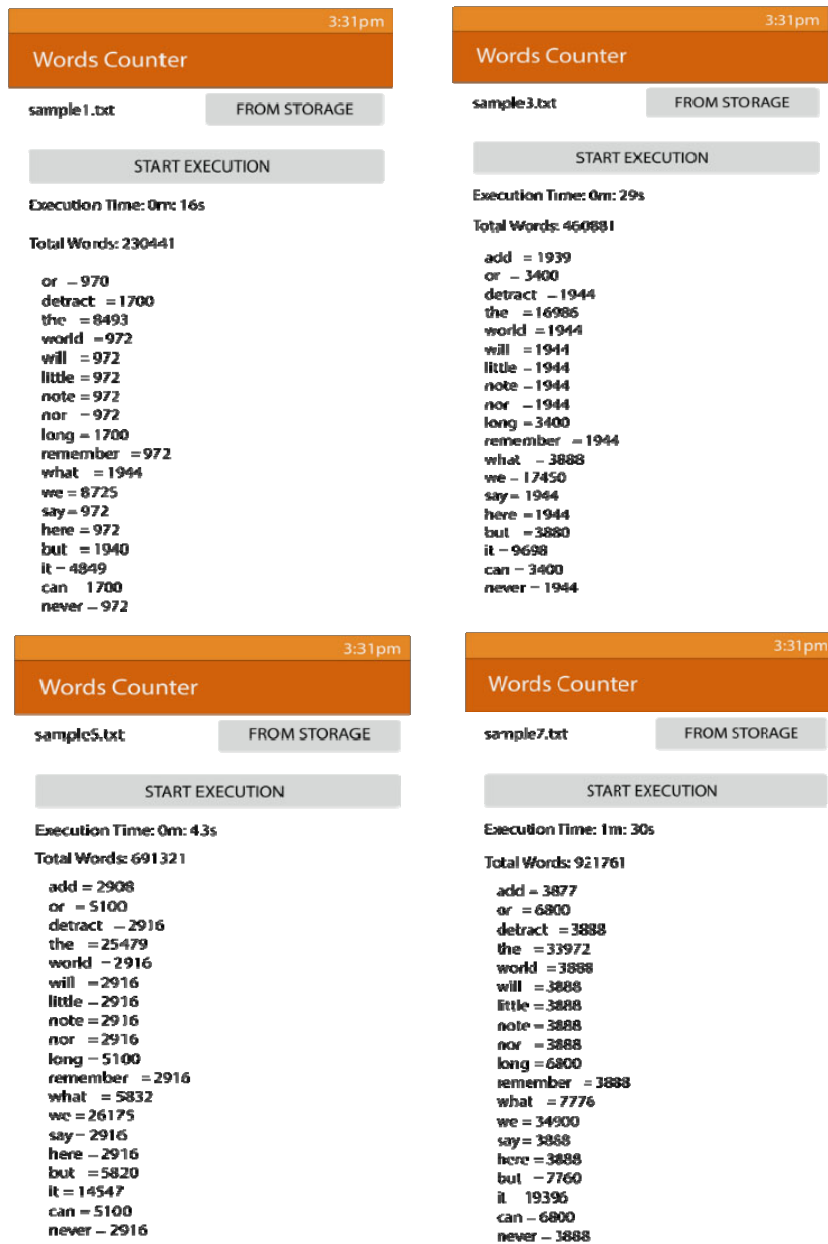 3:31pm
Words Counter
sample1.txt FROM STORAGE
START EXECUTION
Execution Time: 0m: 16s
Total Words: 230441
or = 970
detract = 1700
the = 8493
world = 972
will = 972
little = 972
note = 972
nor = 972
long = 1700
remember = 972
what = 1944
we = 8725
say = 972
here = 972
but = 1940
it = 4849
can 1700
never = 972
3:31pm
Words Counter
sample3.txt FROM STORAGE
START EXECUTION
Execution Time: 0m: 29s
Total Words: 460881
add = 1939
or = 3400
detract = 1944
the = 16986
world = 1944
will = 1944
little = 1944
note = 1944
nor = 1944
long = 3400
remember = 1944
what = 3888
we = 17450
say = 1944
here = 1944
but = 3880
it = 9698
can = 3400
never = 1944
3:31pm
Words Counter
sample5.txt FROM STORAGE
START EXECUTION
Execution Time: 0m: 43s
Total Words: 691321
add = 2908
or = 5100
detract = 2916
the = 25479
world = 2916
will = 2916
little = 2916
note = 2916
nor = 2916
long = 5100
remember = 2916
what = 5832
we = 26175
say = 2916
here = 2916
but = 5820
it = 14547
can = 5100
never = 2916
3:31pm
Words Counter
sample7.txt FROM STORAGE
START EXECUTION
Execution Time: 1m: 30s
Total Words: 921761
add = 3877
or = 6800
detract = 3888
the = 33972
world = 3888
will = 3888
little = 3888
note = 3888
nor = 3888
long = 6800
remember = 3888
what = 7776
we = 34900
say = 3888
here = 3888
but = 7760
it 19396
can = 6800
never = 3888